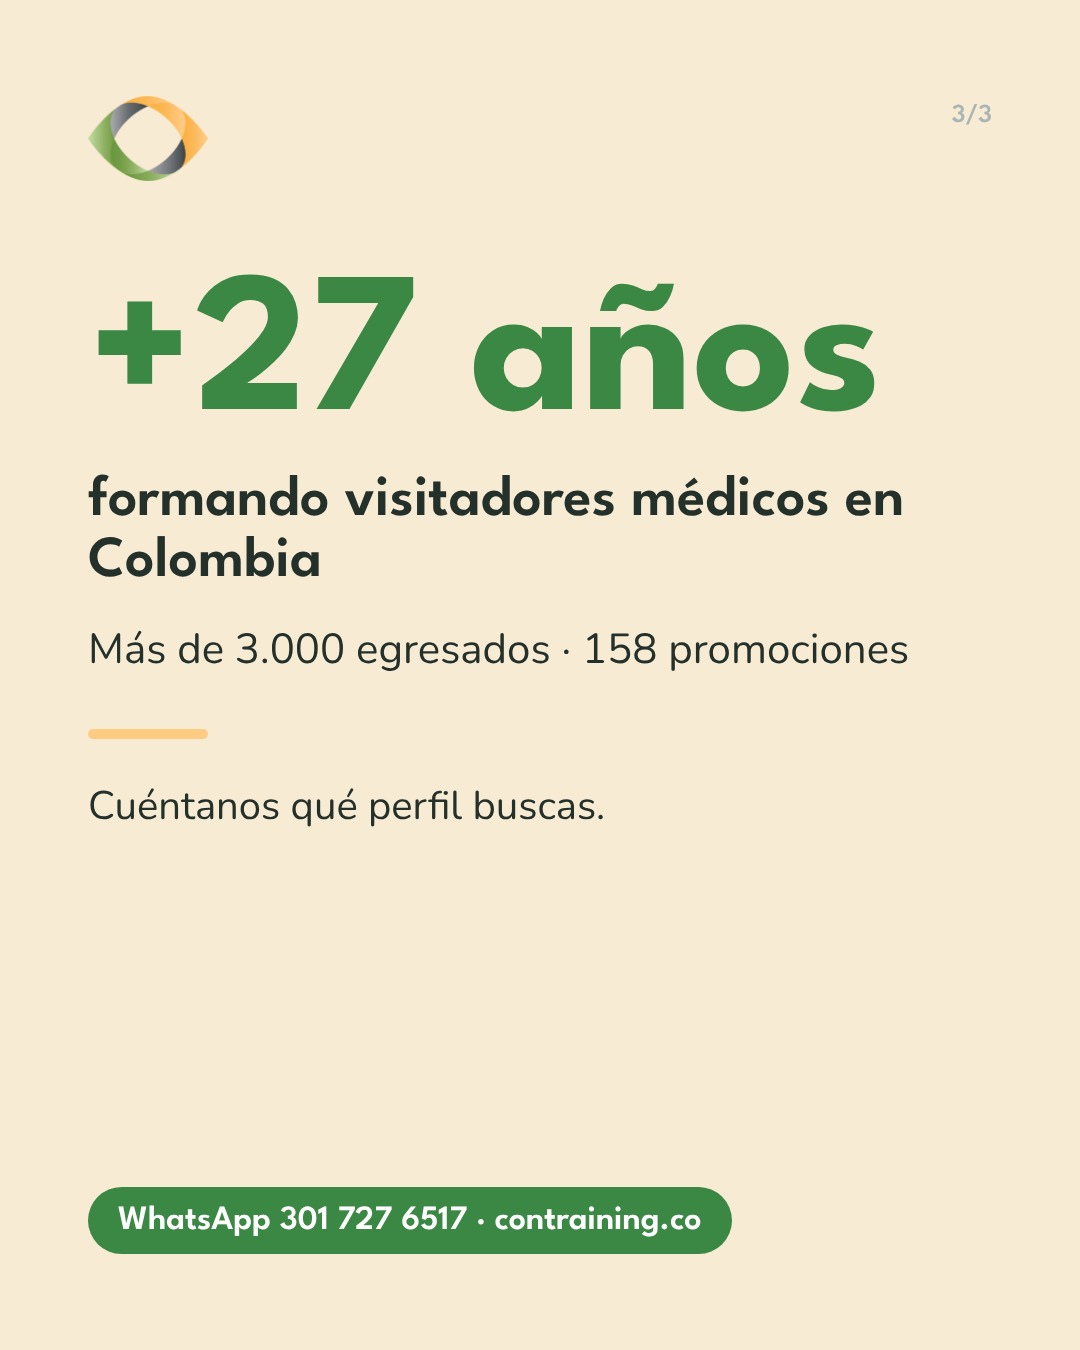 3/3
+27 años
formando visitadores médicos en
Colombia
Más de 3.000 egresados · 158 promociones
Cuéntanos qué perfil buscas.
WhatsApp 301 727 6517 · contraining.co